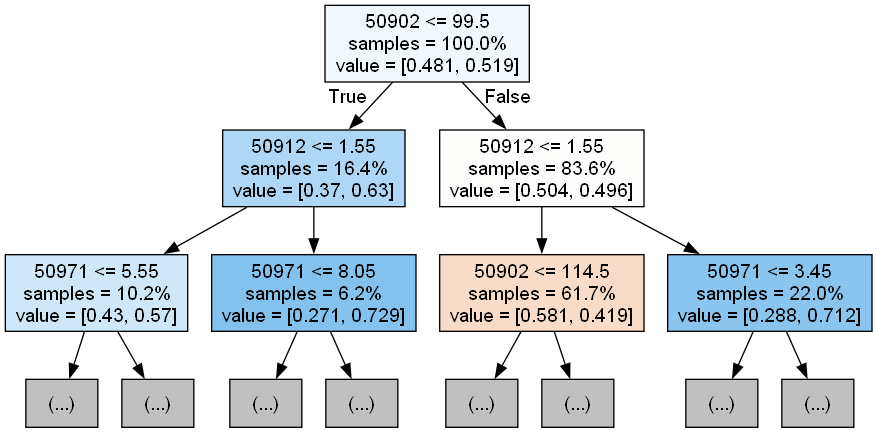 50902 <= 99.5
samples = 100.0%
value = [0.481, 0.519]
True
False
50912 <= 1.55
samples = 16.4%
value = [0.37, 0.63]
50912 <= 1.55
samples = 83.6%
value = [0.504, 0.496]
50971 <= 5.55
samples = 10.2%
value = [0.43, 0.57]
50971 <= 8.05
samples = 6.2%
value = [0.271, 0.729]
50902 <= 114.5
samples = 61.7%
value = [0.581, 0.419]
50971 <= 3.45
samples = 22.0%
value = [0.288, 0.712]
(...)
(...)
(...)
(...)
(...)
(...)
(...)
(...)